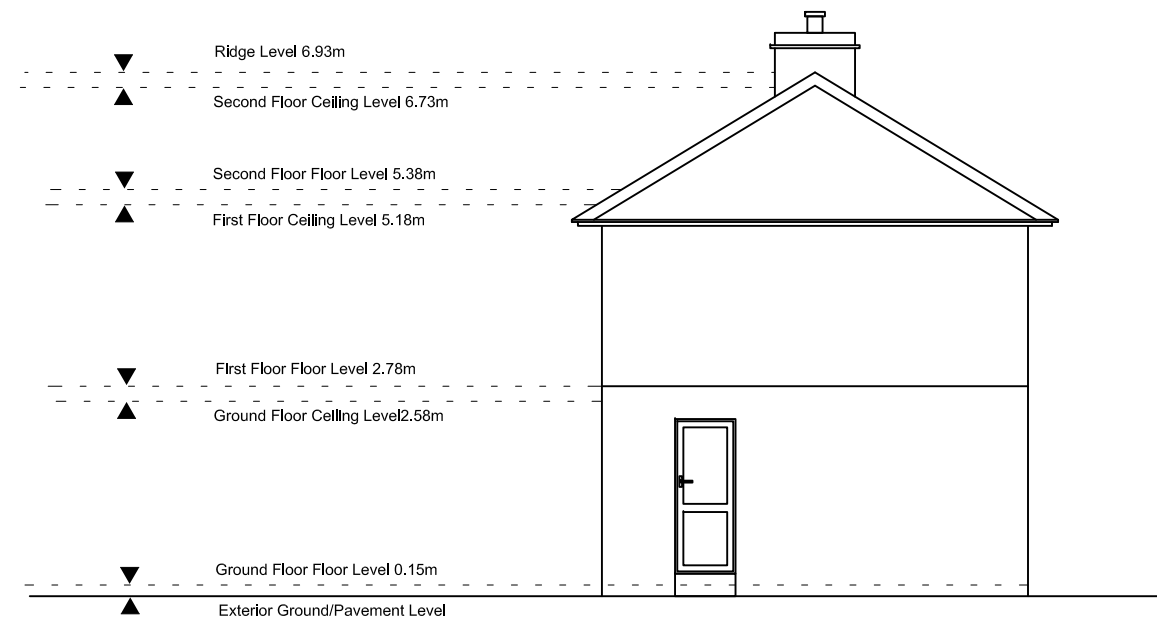 Ridge Level 6.93m
Second Floor Ceiling Level 6.73m
Second Floor Floor Level 5.38m
First Floor Ceiling Level 5.18m
First Floor Floor Level 2.78m
Ground Floor Ceiling Level2.58m
Ground Floor Floor Level 0.15m
Exterior Ground/Pavement Level